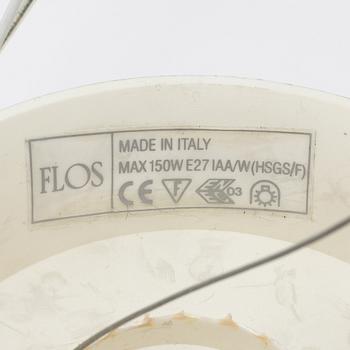 FLOS
MADE IN ITALY
MAX 150W E27 IAA/W(HSGS/F)
CE F 03